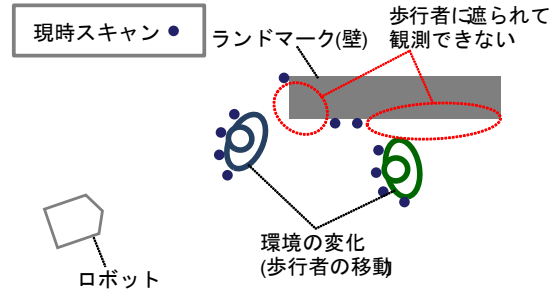 現時スキャン
ランドマーク(壁)
歩行者に遮られて
観測できない
環境の変化
(歩行者の移動)
ロボット